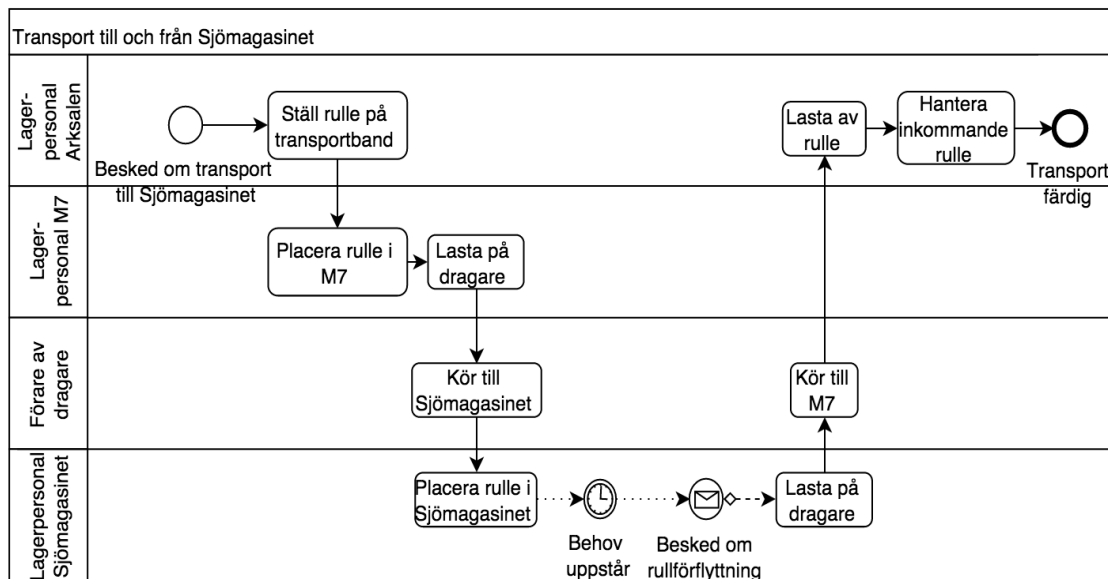 Transport till och från Sjömagasinet
Lager-
personal
Arksalen
Besked om transport
till Sjömagasinet
Ställ rulle på
transportband
Lasta av
rulle
Hantera
inkommande
rulle
Transport
färdig
Lager-
personal M7
Placera rulle i
M7
Lasta på
dragare
Förare av
dragare
Kör till
Sjömagasinet
Kör till
M7
Lagerpersonal
Sjömagasinet
Placera rulle i
Sjömagasinet
Behov
uppstår
Besked om
rullförflyttning
Lasta på
dragare